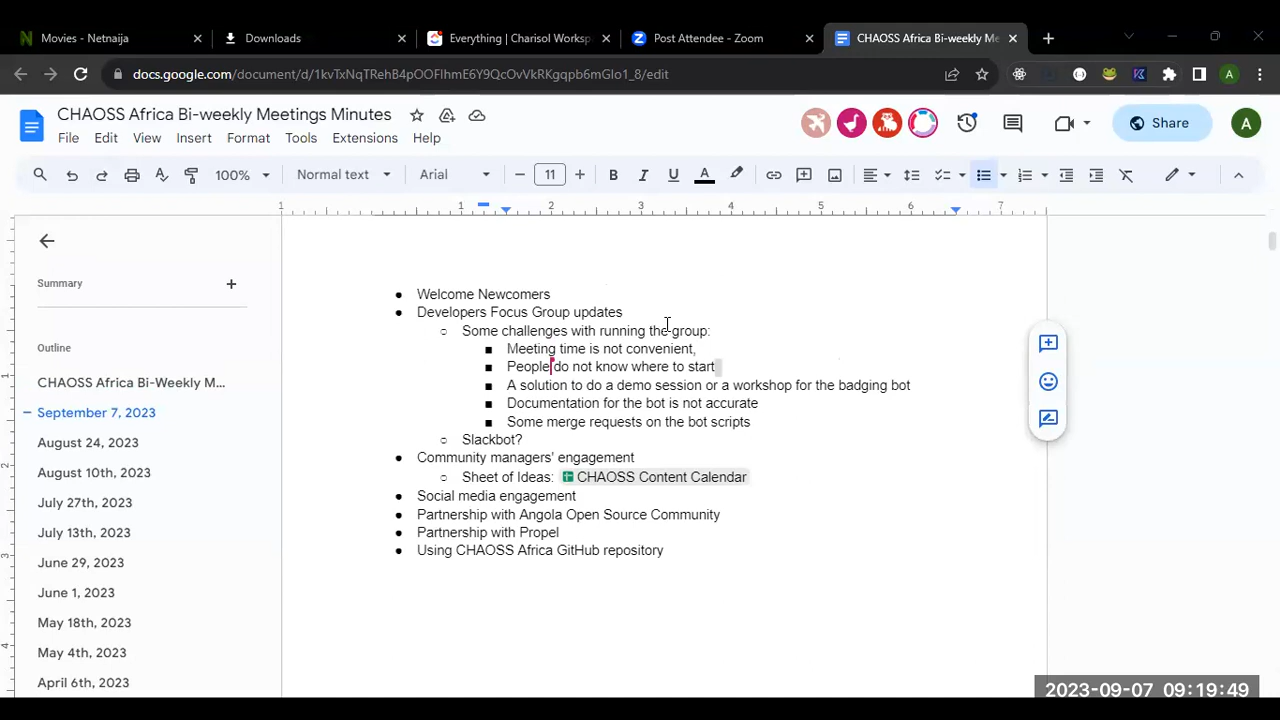 Movies - Netnaija
Downloads
Everything | Charisol Worksp
Post Attendee - Zoom
CHAOSS Africa Bi-weekly Me
docs.google.com/document/d/1kvTxNqTRehB4pOOFIhmE6Y9QcOvVkRKgqpb6mGlo1_8/edit
CHAOSS Africa Bi-weekly Meetings Minutes
File Edit View Insert Format Tools Extensions Help
Share
A
100% Normal text Arial 11
1 1 2 3 4 5 6 7
Summary
Outline
CHAOSS Africa Bi-Weekly M...
September 7, 2023
August 24, 2023
August 10th, 2023
July 27th, 2023
July 13th, 2023
June 29, 2023
June 1, 2023
May 18th, 2023
May 4th, 2023
April 6th, 2023
Welcome Newcomers
Developers Focus Group updates
Some challenges with running the group:
Meeting time is not convenient,
People do not know where to start
A solution to do a demo session or a workshop for the badging bot
Documentation for the bot is not accurate
Some merge requests on the bot scripts
Slackbot?
Community managers' engagement
Sheet of Ideas: CHAOSS Content Calendar
Social media engagement
Partnership with Angola Open Source Community
Partnership with Propel
Using CHAOSS Africa GitHub repository
2023-09-07 09:19:49